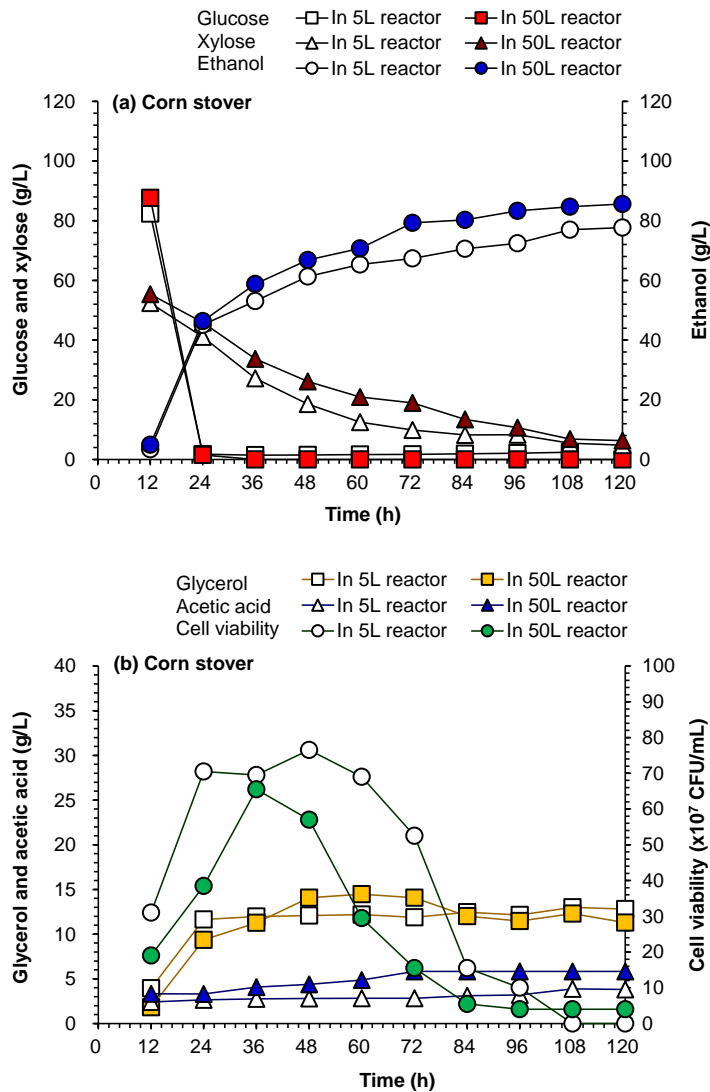 Glucose In 5L reactor In 50L reactor
Xylose In 5L reactor In 50L reactor
Ethanol In 5L reactor In 50L reactor
(a) Corn stover
Glucose and xylose (g/L)
120
100
80
60
40
20
0
Ethanol (g/L)
120
100
80
60
40
20
0
0 12 24 36 48 60 72 84 96 108 120
Time (h)
Glycerol In 5L reactor In 50L reactor
Acetic acid In 5L reactor In 50L reactor
Cell viability In 5L reactor In 50L reactor
(b) Corn stover
Glycerol and acetic acid (g/L)
40
35
30
25
20
15
10
5
0
Cell viability (x10⁷ CFU/mL)
100
90
80
70
60
50
40
30
20
10
0
0 12 24 36 48 60 72 84 96 108 120
Time (h)